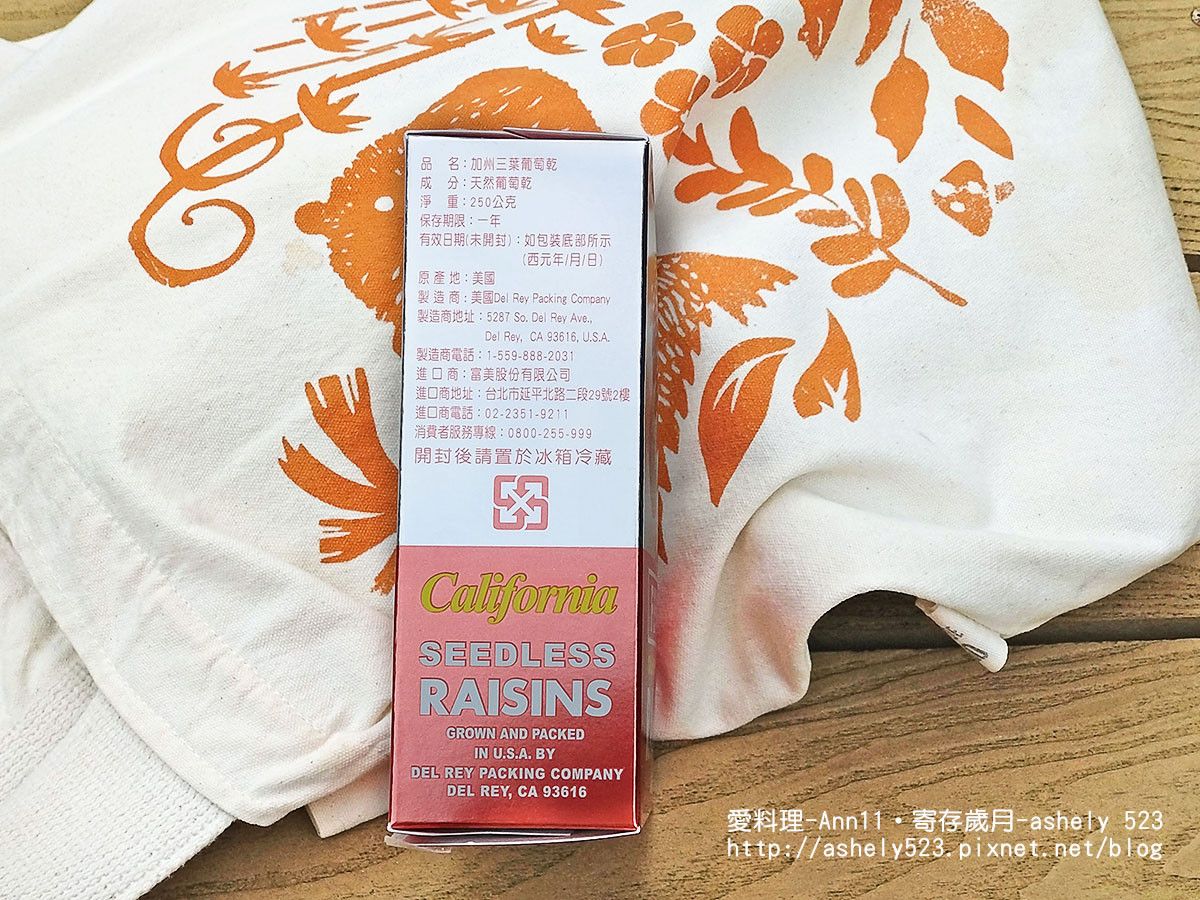 品 名：加州三葉葡萄乾
成 分：天然葡萄乾
淨 重：250公克
保存期限：一年
有效日期(未開封)：如包裝底部所示
(西元年/月/日)
原產地：美國
製造商：美國Del Rey Packing Company
製造商地址：5287 So. Del Rey Ave.,
Del Rey, CA 93616, U.S.A.
製造商電話：1-559-888-2031
進口商：富美股份有限公司
進口商地址：台北市延平北路二段29號2樓
進口商電話：02-2351-9211
消費者服務專線：0800-255-999
開封後請置於冰箱冷藏
California
SEEDLESS
RAISINS
GROWN AND PACKED
IN U.S.A. BY
DEL REY PACKING COMPANY
DEL REY, CA 93616
愛料理-Ann11・寄存歲月-ashely 523
http://ashely523.pixnet.net/blog